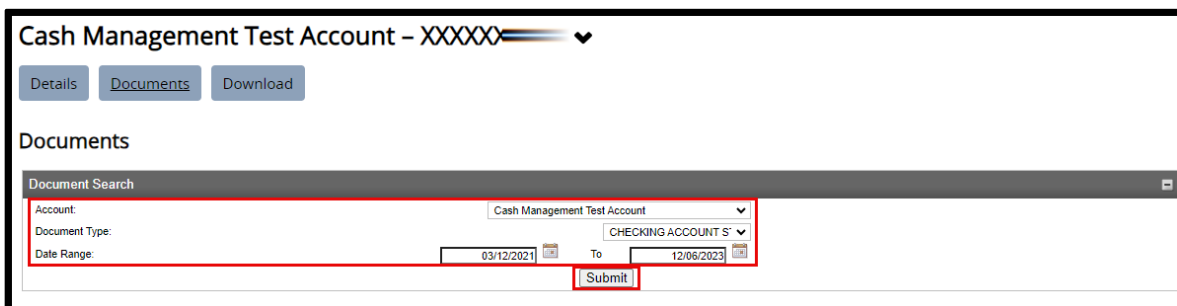 Cash Management Test Account – XXXXXX
Details Documents Download
Documents
Document Search
Account: Cash Management Test Account
Document Type: CHECKING ACCOUNT S
Date Range: 03/12/2021 To 12/06/2023
Submit